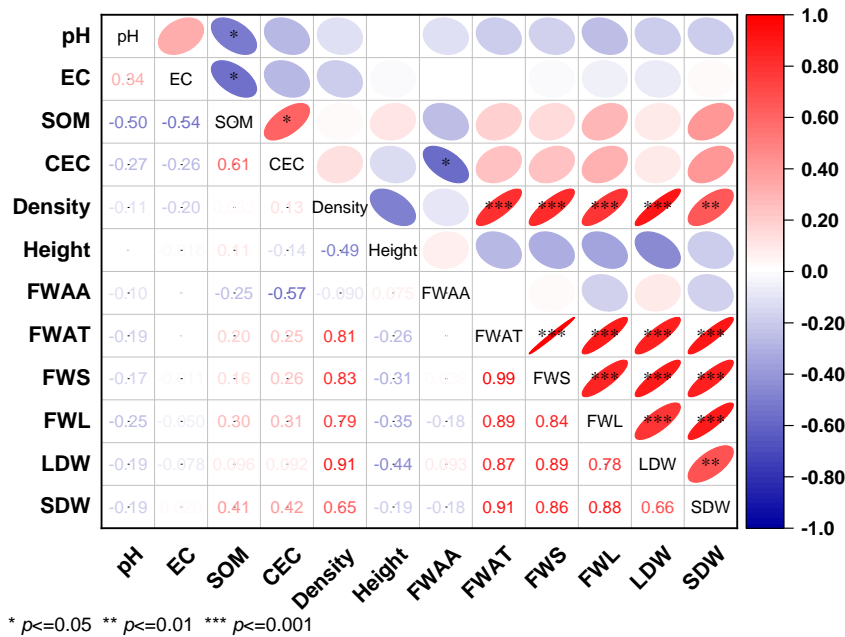 1.0
pH pH *
0.80
EC 0.34 EC *
0.60
SOM -0.50 -0.54 SOM *
0.40
CEC -0.27 -0.26 0.61 CEC *
0.20
Density -0.11 -0.20 0.13 Density *** *** *** *** **
0.0
Height 0.11 -0.14 -0.49 Height
-0.20
FWAA -0.10 -0.25 -0.57 -0.090 0.075 FWAA
FWAT -0.19 0.20 0.25 0.81 -0.26 FWAT *** *** *** ***
-0.40
FWS -0.17 0.16 0.26 0.83 -0.31 0.99 FWS *** *** ***
-0.60
FWL -0.25 -0.050 0.30 0.31 0.79 -0.35 -0.18 0.89 0.84 FWL *** ***
LDW -0.19 -0.078 0.096 0.092 0.91 -0.44 0.093 0.87 0.89 0.78 LDW **
-0.80
SDW -0.19 0.41 0.42 0.65 -0.19 -0.18 0.91 0.86 0.88 0.66 SDW
-1.0
pH EC SOM CEC Density Height FWAA FWAT FWS FWL LDW SDW
* p<=0.05 ** p<=0.01 *** p<=0.001